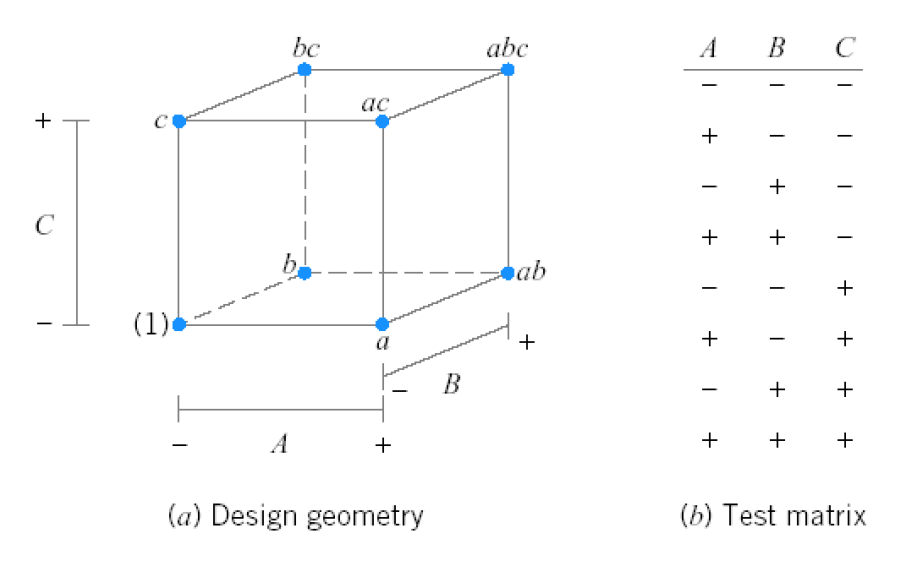 bc abc A B C
− − −
c ac
+ + − −
− + −
C + + −
b ab − − +
− (1) a + − +
− B + − + +
− A + + + +
(a) Design geometry (b) Test matrix